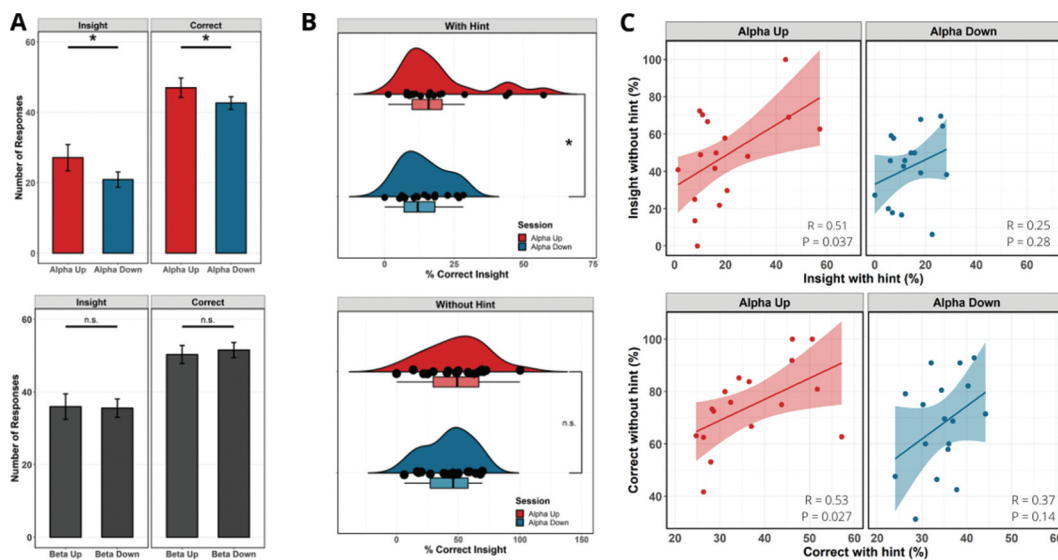 A
Insight
Correct
*
*
60
40
20
0
Number of Responses
Alpha Up
Alpha Down
Alpha Up
Alpha Down
Insight
Correct
n.s.
n.s.
60
40
20
0
Number of Responses
Beta Up
Beta Down
Beta Up
Beta Down
B
With Hint
*
Session
Alpha Up
Alpha Down
0
25
50
75
% Correct Insight
Without Hint
n.s.
Session
Alpha Up
Alpha Down
0
50
100
150
% Correct Insight
C
Alpha Up
Alpha Down
100
80
60
40
20
0
Insight without hint (%)
R = 0.51
P = 0.037
R = 0.25
P = 0.28
0
20
40
60
0
20
40
60
Insight with hint (%)
Alpha Up
Alpha Down
100
80
60
40
Correct without hint (%)
R = 0.53
P = 0.027
R = 0.37
P = 0.14
20
30
40
50
60
20
30
40
50
60
Correct with hint (%)